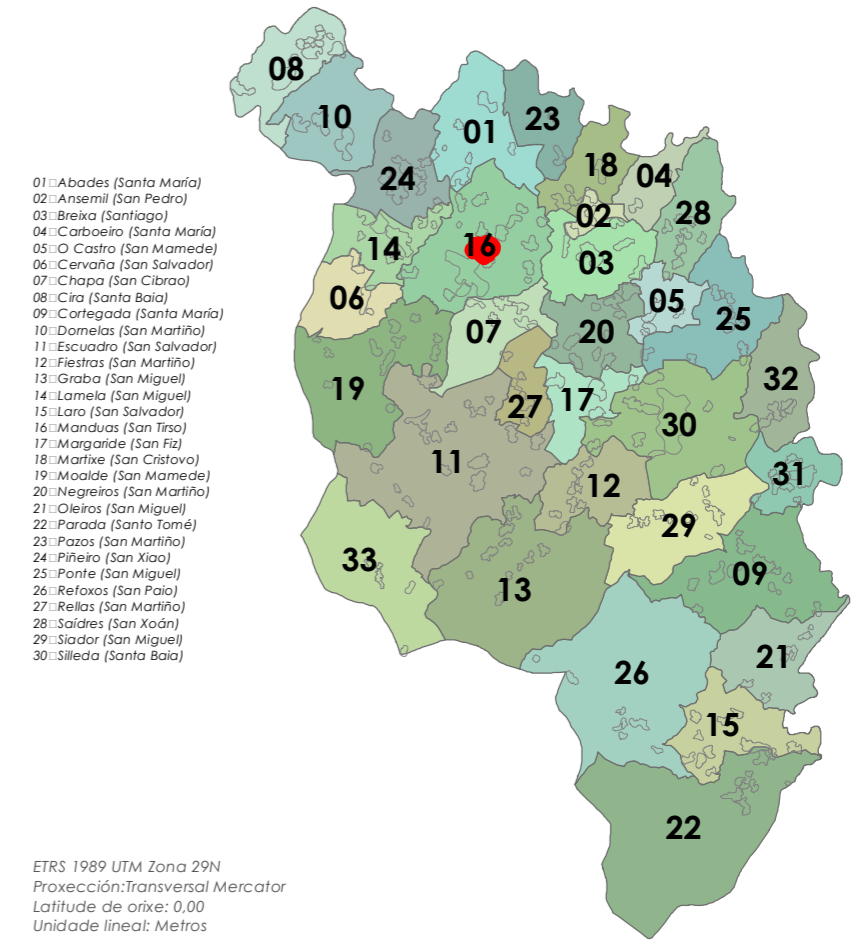 08
10
01
23
18
04
24
02
28
14
16
03
06
05
25
07
20
19
32
27
17
30
11
12
31
29
33
13
09
26
21
15
22
01□Abades (Santa María)
02□Ansemil (San Pedro)
03□Breixa (Santiago)
04□Carboeiro (Santa María)
05□O Castro (San Mamede)
06□Cervaña (San Salvador)
07□Chapa (San Cibrao)
08□Cira (Santa Baia)
09□Cortegada (Santa María)
10□Dornelas (San Martiño)
11□Escuadro (San Salvador)
12□Fiestras (San Martiño)
13□Graba (San Miguel)
14□Lamela (San Miguel)
15□Laro (San Salvador)
16□Manduas (San Tirso)
17□Margaride (San Fiz)
18□Martixe (San Cristovo)
19□Moalde (San Mamede)
20□Negreiros (San Martiño)
21□Oleiros (San Miguel)
22□Parada (Santo Tomé)
23□Pazos (San Martiño)
24□Piñeiro (San Xiao)
25□Ponte (San Miguel)
26□Refoxos (San Paio)
27□Rellas (San Martiño)
28□Saídres (San Xoán)
29□Siador (San Miguel)
30□Silleda (Santa Baia)
ETRS 1989 UTM Zona 29N
Proxección:Transversal Mercator
Latitude de orixe: 0,00
Unidade lineal: Metros